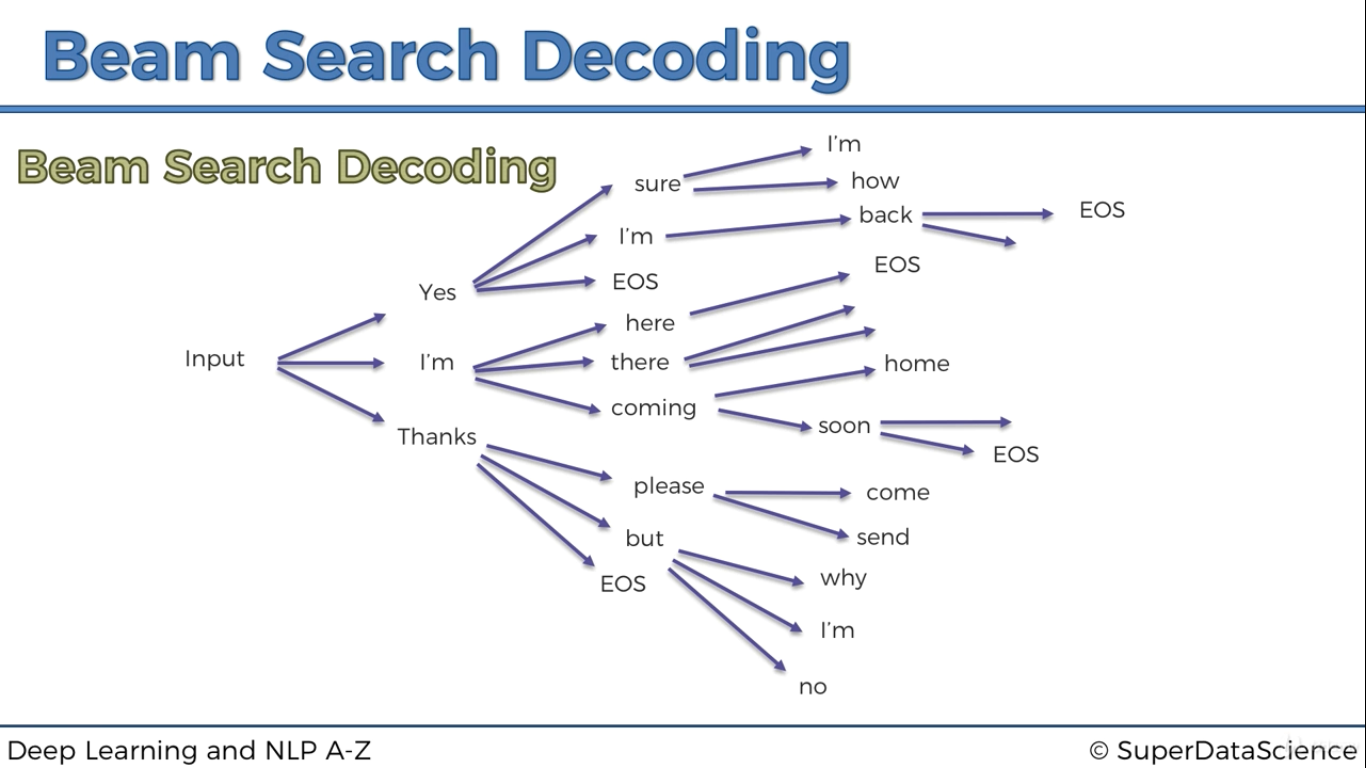 Beam Search Decoding
Beam Search Decoding
I'm
sure
how
back
EOS
I'm
EOS
EOS
Yes
here
Input
I'm
there
home
coming
soon
Thanks
EOS
please
come
but
send
EOS
why
I'm
no
Deep Learning and NLP A-Z
© SuperDataScience